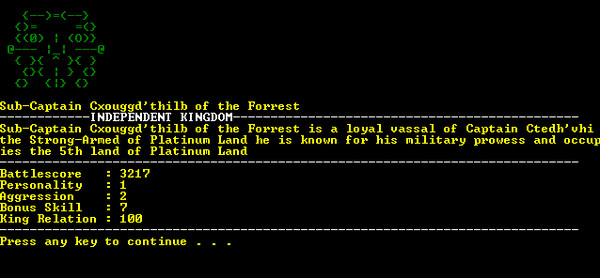 Sub-Captain Cxouggd'thilb of the Forrest
------------INDEPENDENT KINGDOM----------------------------------------------
Sub-Captain Cxouggd'thilb of the Forrest is a loyal vassal of Captain Ctedh'vhi
the Strong-Armed of Platinum Land he is known for his military prowess and occup
ies the 5th land of Platinum Land
-----------------------------------------------------------------------------
Battlescore   : 3217
Personality   : 1
Aggression    : 2
Bonus Skill   : 7
King Relation : 100
-----------------------------------------------------------------------------
Press any key to continue . . .